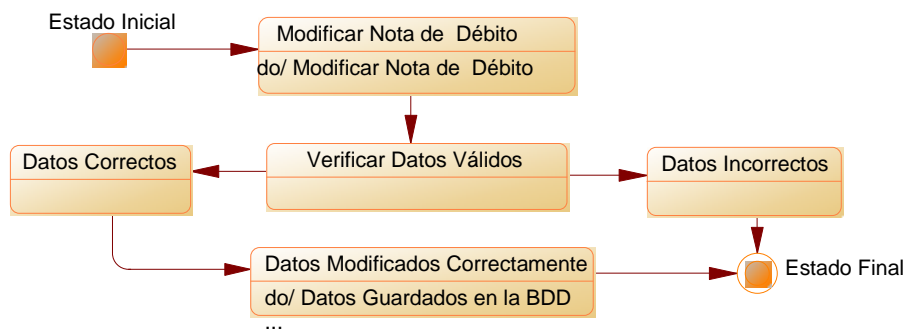 Estado Inicial
Modificar Nota de Débito
do/ Modificar Nota de Débito
Datos Correctos
Verificar Datos Válidos
Datos Incorrectos
Datos Modificados Correctamente
do/ Datos Guardados en la BDD
...
Estado Final